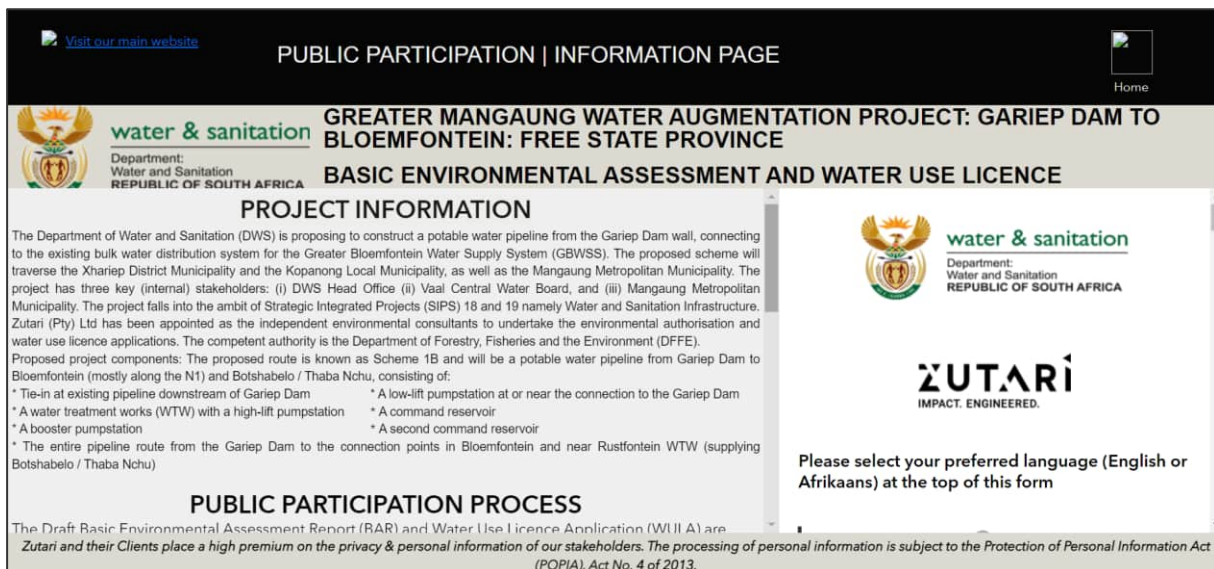 Visit our main website
PUBLIC PARTICIPATION | INFORMATION PAGE
Home
water & sanitation
Department:
Water and Sanitation
REPUBLIC OF SOUTH AFRICA
GREATER MANGAUNG WATER AUGMENTATION PROJECT: GARIEP DAM TO
BLOEMFONTEIN: FREE STATE PROVINCE
BASIC ENVIRONMENTAL ASSESSMENT AND WATER USE LICENCE
PROJECT INFORMATION
The Department of Water and Sanitation (DWS) is proposing to construct a potable water pipeline from the Gariep Dam wall, connecting
to the existing bulk water distribution system for the Greater Bloemfontein Water Supply System (GBWSS). The proposed scheme will
traverse the Xhariep District Municipality and the Kopanong Local Municipality, as well as the Mangaung Metropolitan Municipality. The
project has three key (internal) stakeholders: (i) DWS Head Office (ii) Vaal Central Water Board, and (iii) Mangaung Metropolitan
Municipality. The project falls into the ambit of Strategic Integrated Projects (SIPS) 18 and 19 namely Water and Sanitation Infrastructure.
Zutari (Pty) Ltd has been appointed as the independent environmental consultants to undertake the environmental authorisation and
water use licence applications. The competent authority is the Department of Forestry, Fisheries and the Environment (DFFE).
Proposed project components: The proposed route is known as Scheme 1B and will be a potable water pipeline from Gariep Dam to
Bloemfontein (mostly along the N1) and Botshabelo / Thaba Nchu, consisting of:
* Tie-in at existing pipeline downstream of Gariep Dam * A low-lift pumpstation at or near the connection to the Gariep Dam
* A water treatment works (WTW) with a high-lift pumpstation * A command reservoir
* A booster pumpstation * A second command reservoir
* The entire pipeline route from the Gariep Dam to the connection points in Bloemfontein and near Rustfontein WTW (supplying
Botshabelo / Thaba Nchu)
PUBLIC PARTICIPATION PROCESS
The Draft Basic Environmental Assessment Report (BAR) and Water Use Licence Application (WULA) are
water & sanitation
Department:
Water and Sanitation
REPUBLIC OF SOUTH AFRICA
ZUTARI
IMPACT. ENGINEERED.
Please select your preferred language (English or
Afrikaans) at the top of this form
Zutari and their Clients place a high premium on the privacy & personal information of our stakeholders. The processing of personal information is subject to the Protection of Personal Information Act
(POPIA), Act No. 4 of 2013.